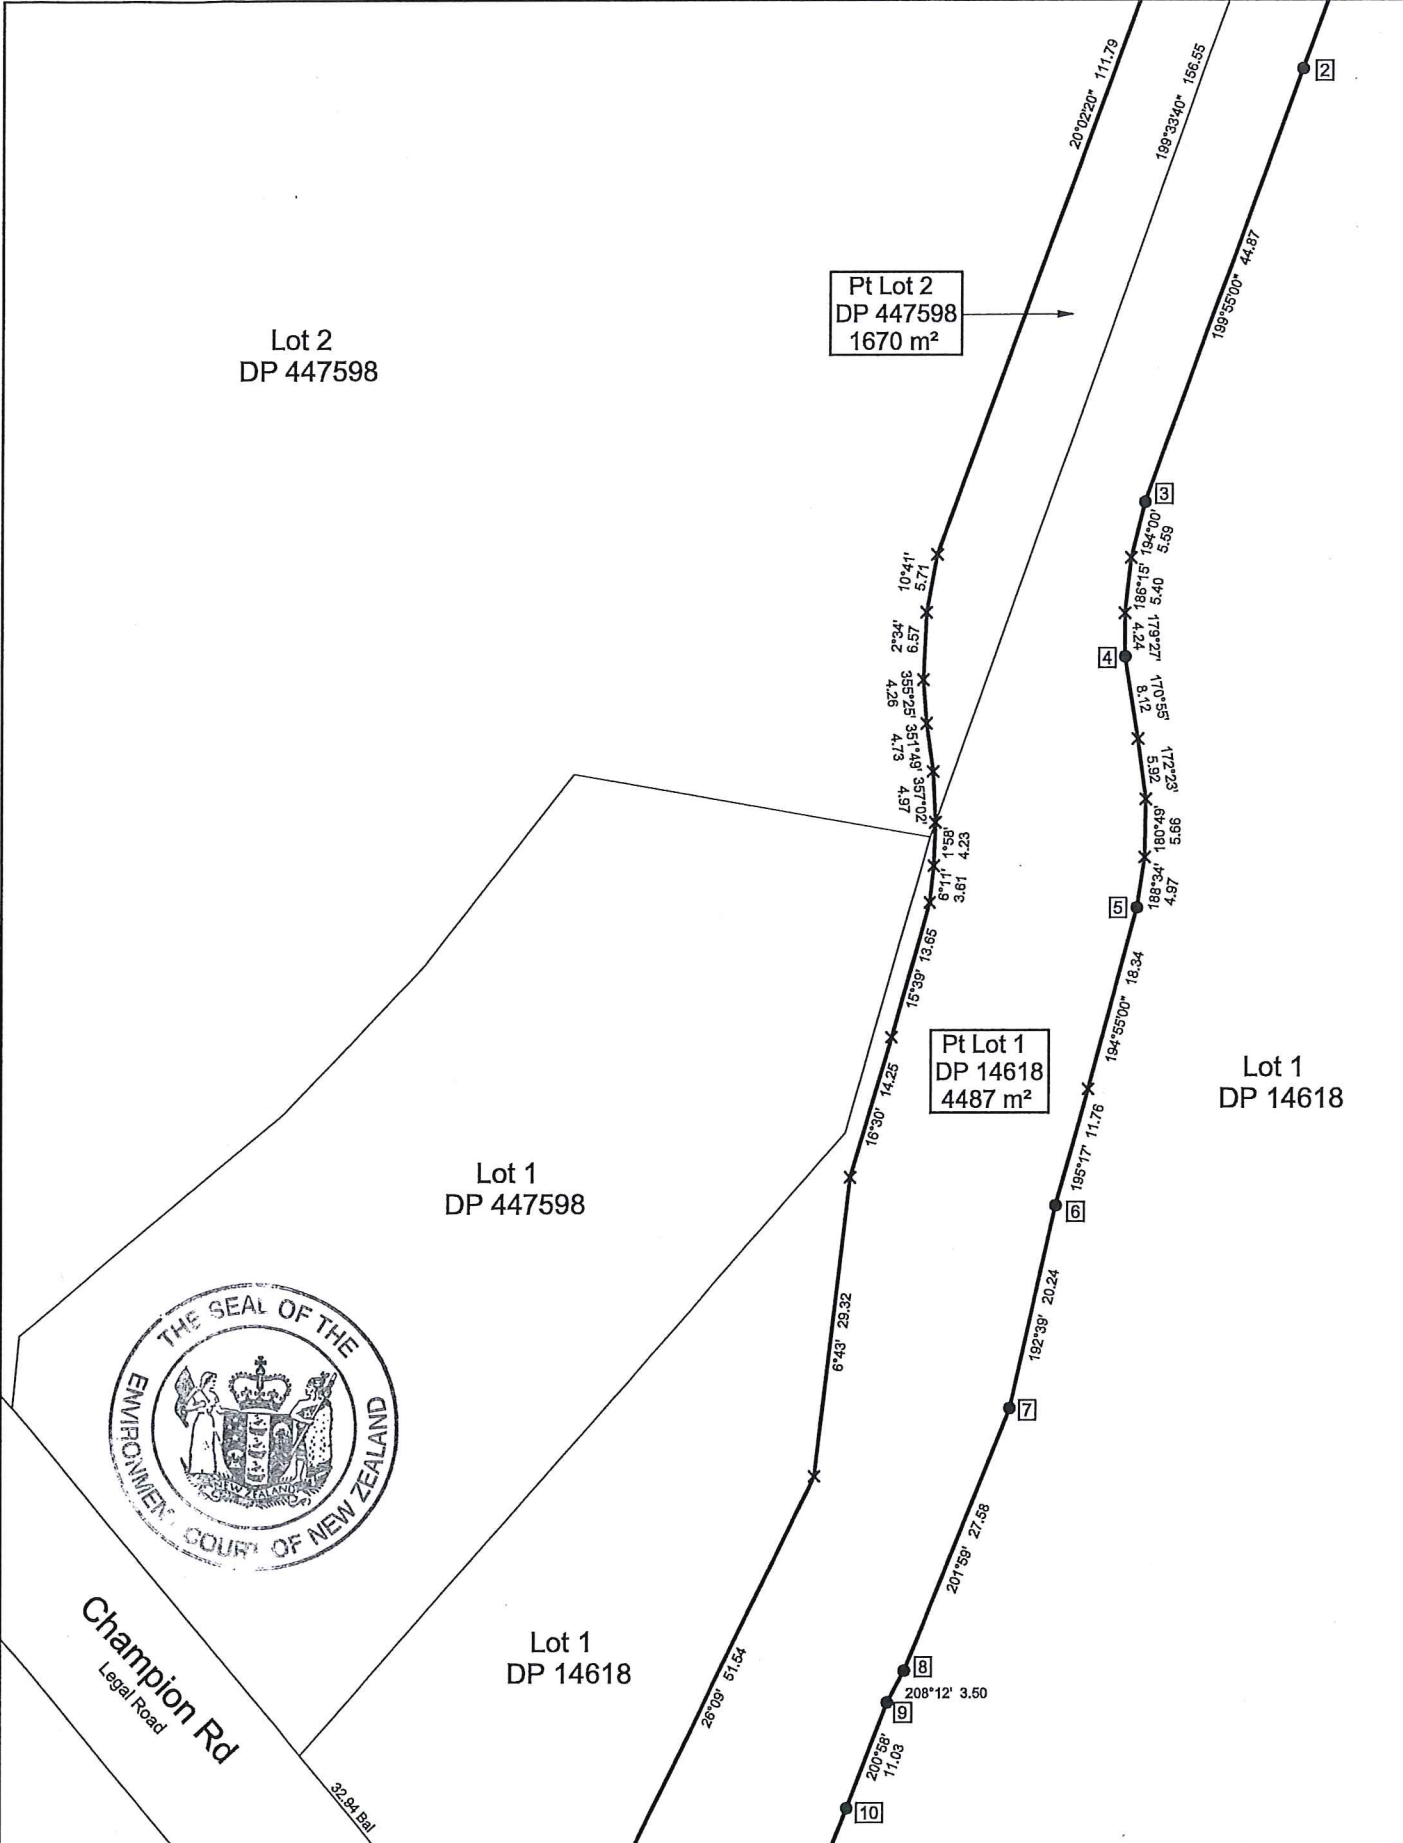 20°02'20" 111.79
199°33'40" 156.55
2
199°55'00" 44.87
Pt Lot 2
DP 447598
1670 m²
Lot 2
DP 447598
3
194°00'
5.59
186°15'
5.40
179°27'
4.24
4
170°55'
8.12
172°23'
5.92
180°49'
5.66
188°34'
4.97
5
10°41'
5.71
2°34'
6.57
355°25'
4.26
351°49'
4.73
357°02'
4.97
1°58'
4.23
6°11'
3.61
15°39' 13.65
16°30' 14.25
194°55'00" 18.34
Pt Lot 1
DP 14618
4487 m²
Lot 1
DP 14618
195°17' 11.76
6
Lot 1
DP 447598
6°43' 29.32
192°39' 20.24
7
THE SEAL OF THE
ENVIRONMENT COURT OF NEW ZEALAND
NEW ZEALAND
201°59' 27.58
Champion Rd
Legal Road
Lot 1
DP 14618
26°09' 51.54
8
208°12' 3.50
9
200°58'
11.03
10
32.94 Bal